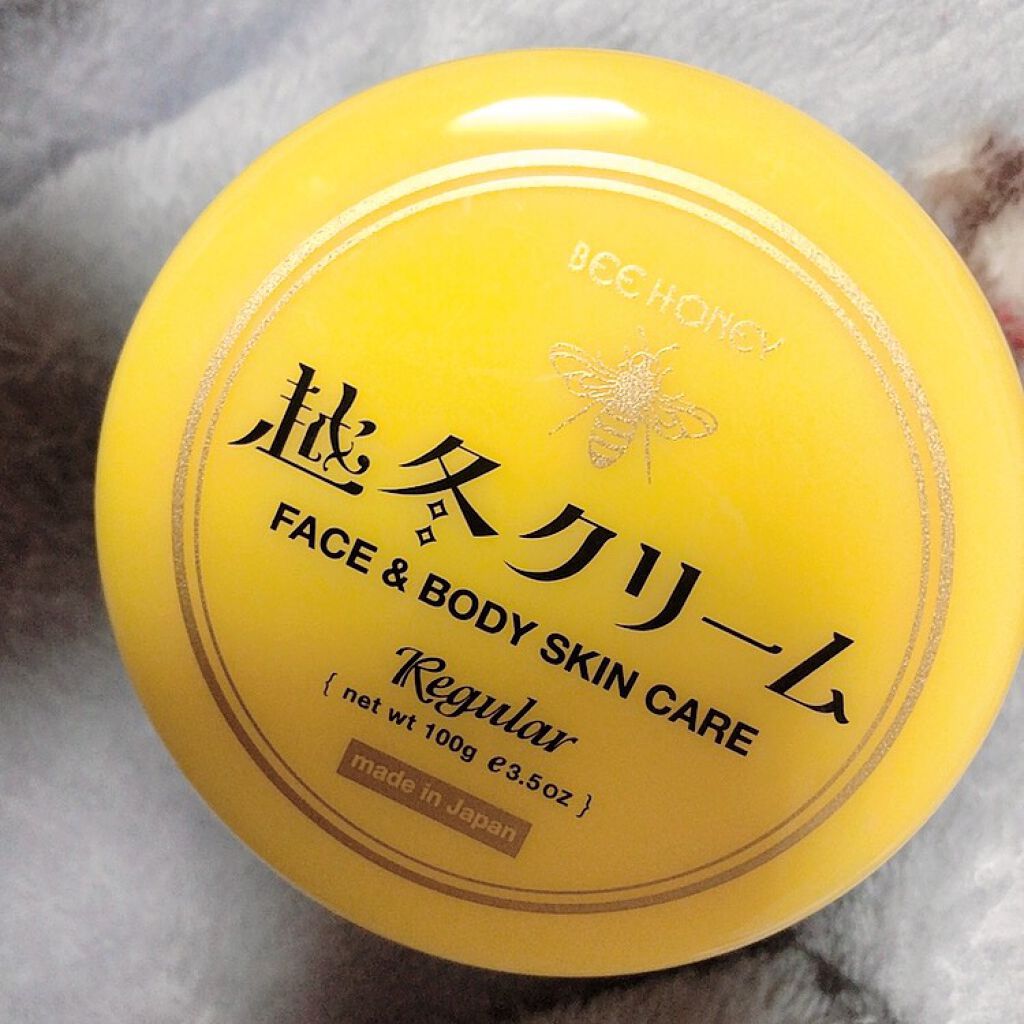 BEE HONEY
越冬クリーム
FACE & BODY SKIN CARE
Regular
{ net wt 100g ℮3.5oz }
made in Japan